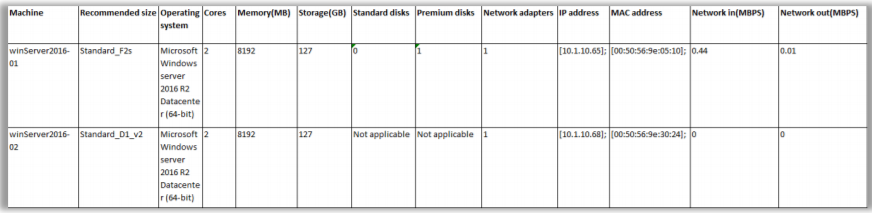 Machine Recommended size Operating system Cores Memory(MB) Storage(GB) Standard disks Premium disks Network adapters IP address MAC address Network in(MBPS) Network out(MBPS)
winServer2016-01 Standard_F2s Microsoft Windows server 2016 R2 Datacenter (64-bit) 2 8192 127 0 1 1 [10.1.10.65]; [00:50:56:9e:05:10]; 0.44 0.01
winServer2016-02 Standard_D1_v2 Microsoft Windows server 2016 R2 Datacenter (64-bit) 2 8192 127 Not applicable Not applicable 1 [10.1.10.68]; [00:50:56:9e:30:24]; 0 0